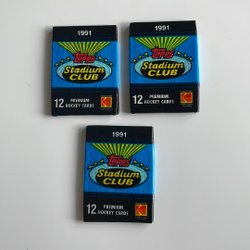 1991
Topps
Stadium
CLUB
12 PREMIUM
HOCKEY CARDS
1991
Topps
Stadium
CLUB
12 PREMIUM
HOCKEY CARDS
1991
Topps
Stadium
CLUB
12 PREMIUM
HOCKEY CARDS